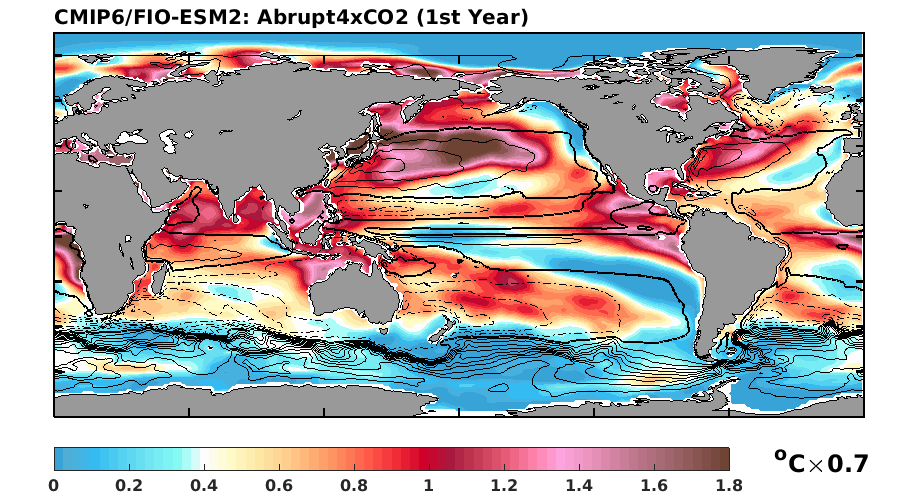 CMIP6/FIO-ESM2: Abrupt4xCO2 (1st Year)
0 0.2 0.4 0.6 0.8 1 1.2 1.4 1.6 1.8
°C×0.7